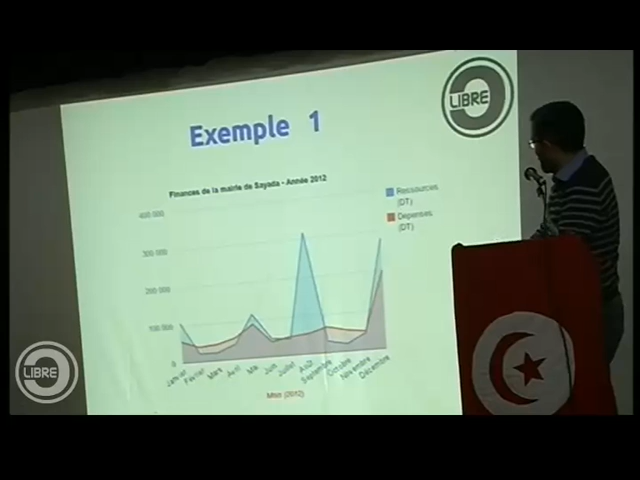 LIBRE
Exemple 1
Finances de la mairie de Sayada - Année 2012
Ressources
(DT)
Depenses
(DT)
400 000
300 000
200 000
100 000
0
Janvier
Février
Mars
Avril
Mai
Juin
Juillet
Août
Septembre
Octobre
Novembre
Décembre
Mois (2012)
LIBRE